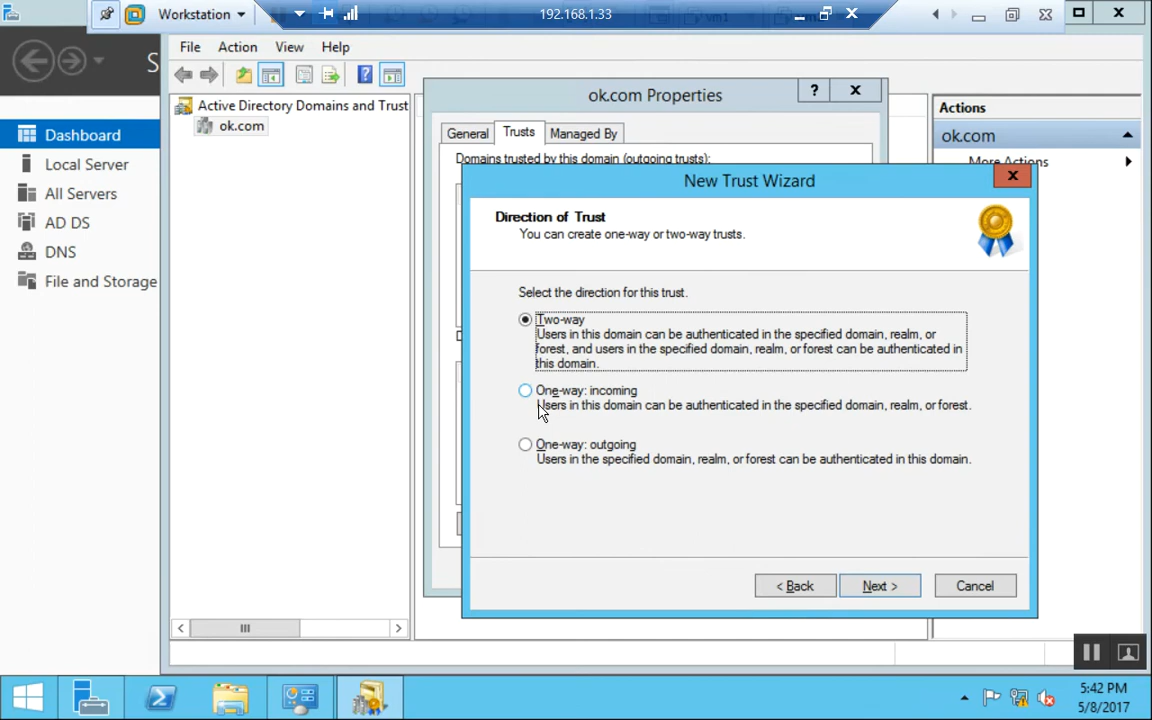 Workstation
192.168.1.33
File Action View Help
Active Directory Domains and Trust
ok.com
Dashboard
Local Server
All Servers
AD DS
DNS
File and Storage
ok.com Properties
?
General Trusts Managed By
Domains trusted by this domain (outgoing trusts):
Actions
ok.com
More Actions
New Trust Wizard
Direction of Trust
You can create one-way or two-way trusts.
Select the direction for this trust.
Two-way
Users in this domain can be authenticated in the specified domain, realm, or
forest, and users in the specified domain, realm, or forest can be authenticated in
this domain.
One-way: incoming
Users in this domain can be authenticated in the specified domain, realm, or forest.
One-way: outgoing
Users in the specified domain, realm, or forest can be authenticated in this domain.
< Back Next > Cancel
5:42 PM
5/8/2017